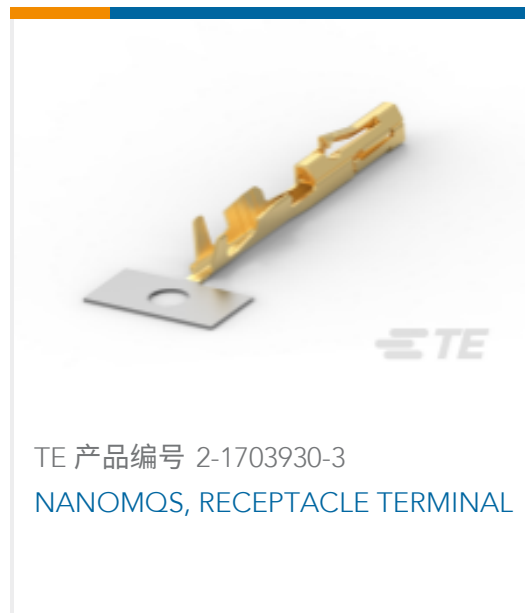 TE
TE 产品编号 2-1703930-3
NANOMQS, RECEPTACLE TERMINAL